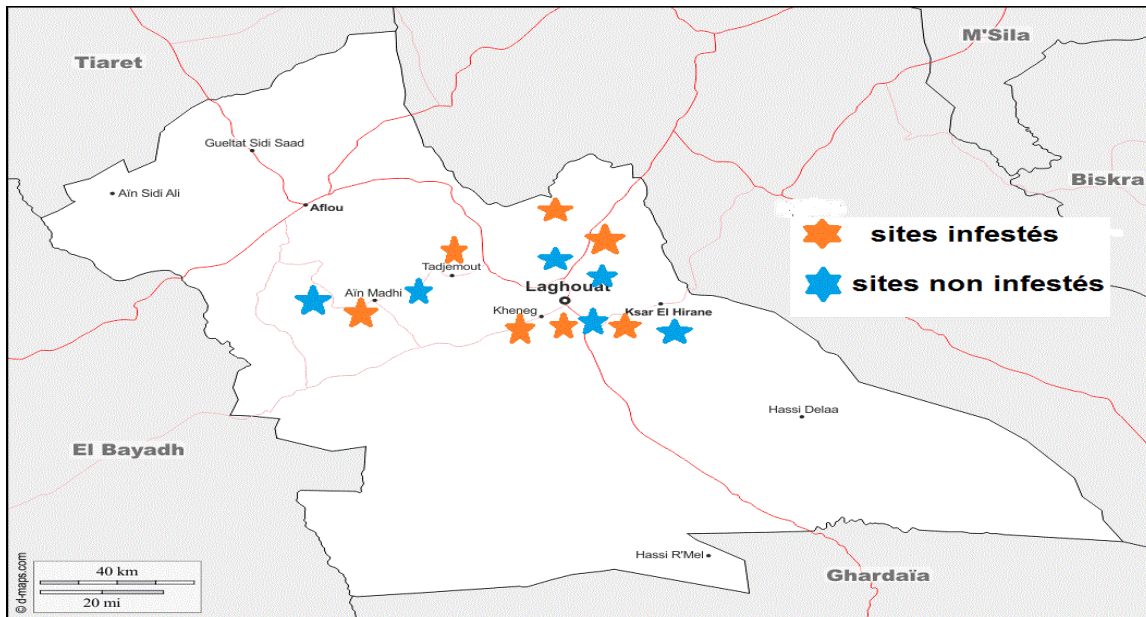 Tiaret
M'Sila
Gueltat Sidi Saad
Biskra
Aïn Sidi Ali
Aflou
sites infestés
Tadjemout
sites non infestés
Laghouat
Aïn Madhi
Kheneg
Ksar El Hirane
Hassi Delaa
El Bayadh
Hassi R'Mel
Ghardaïa
40 km
20 mi
© d-maps.com